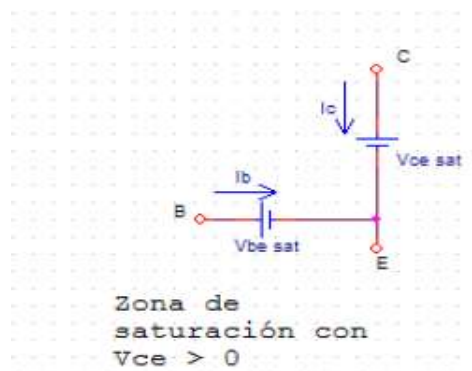 C
Ic
Vce sat
Ib
B
Vbe sat
E
Zona de
saturación con
Vce > 0